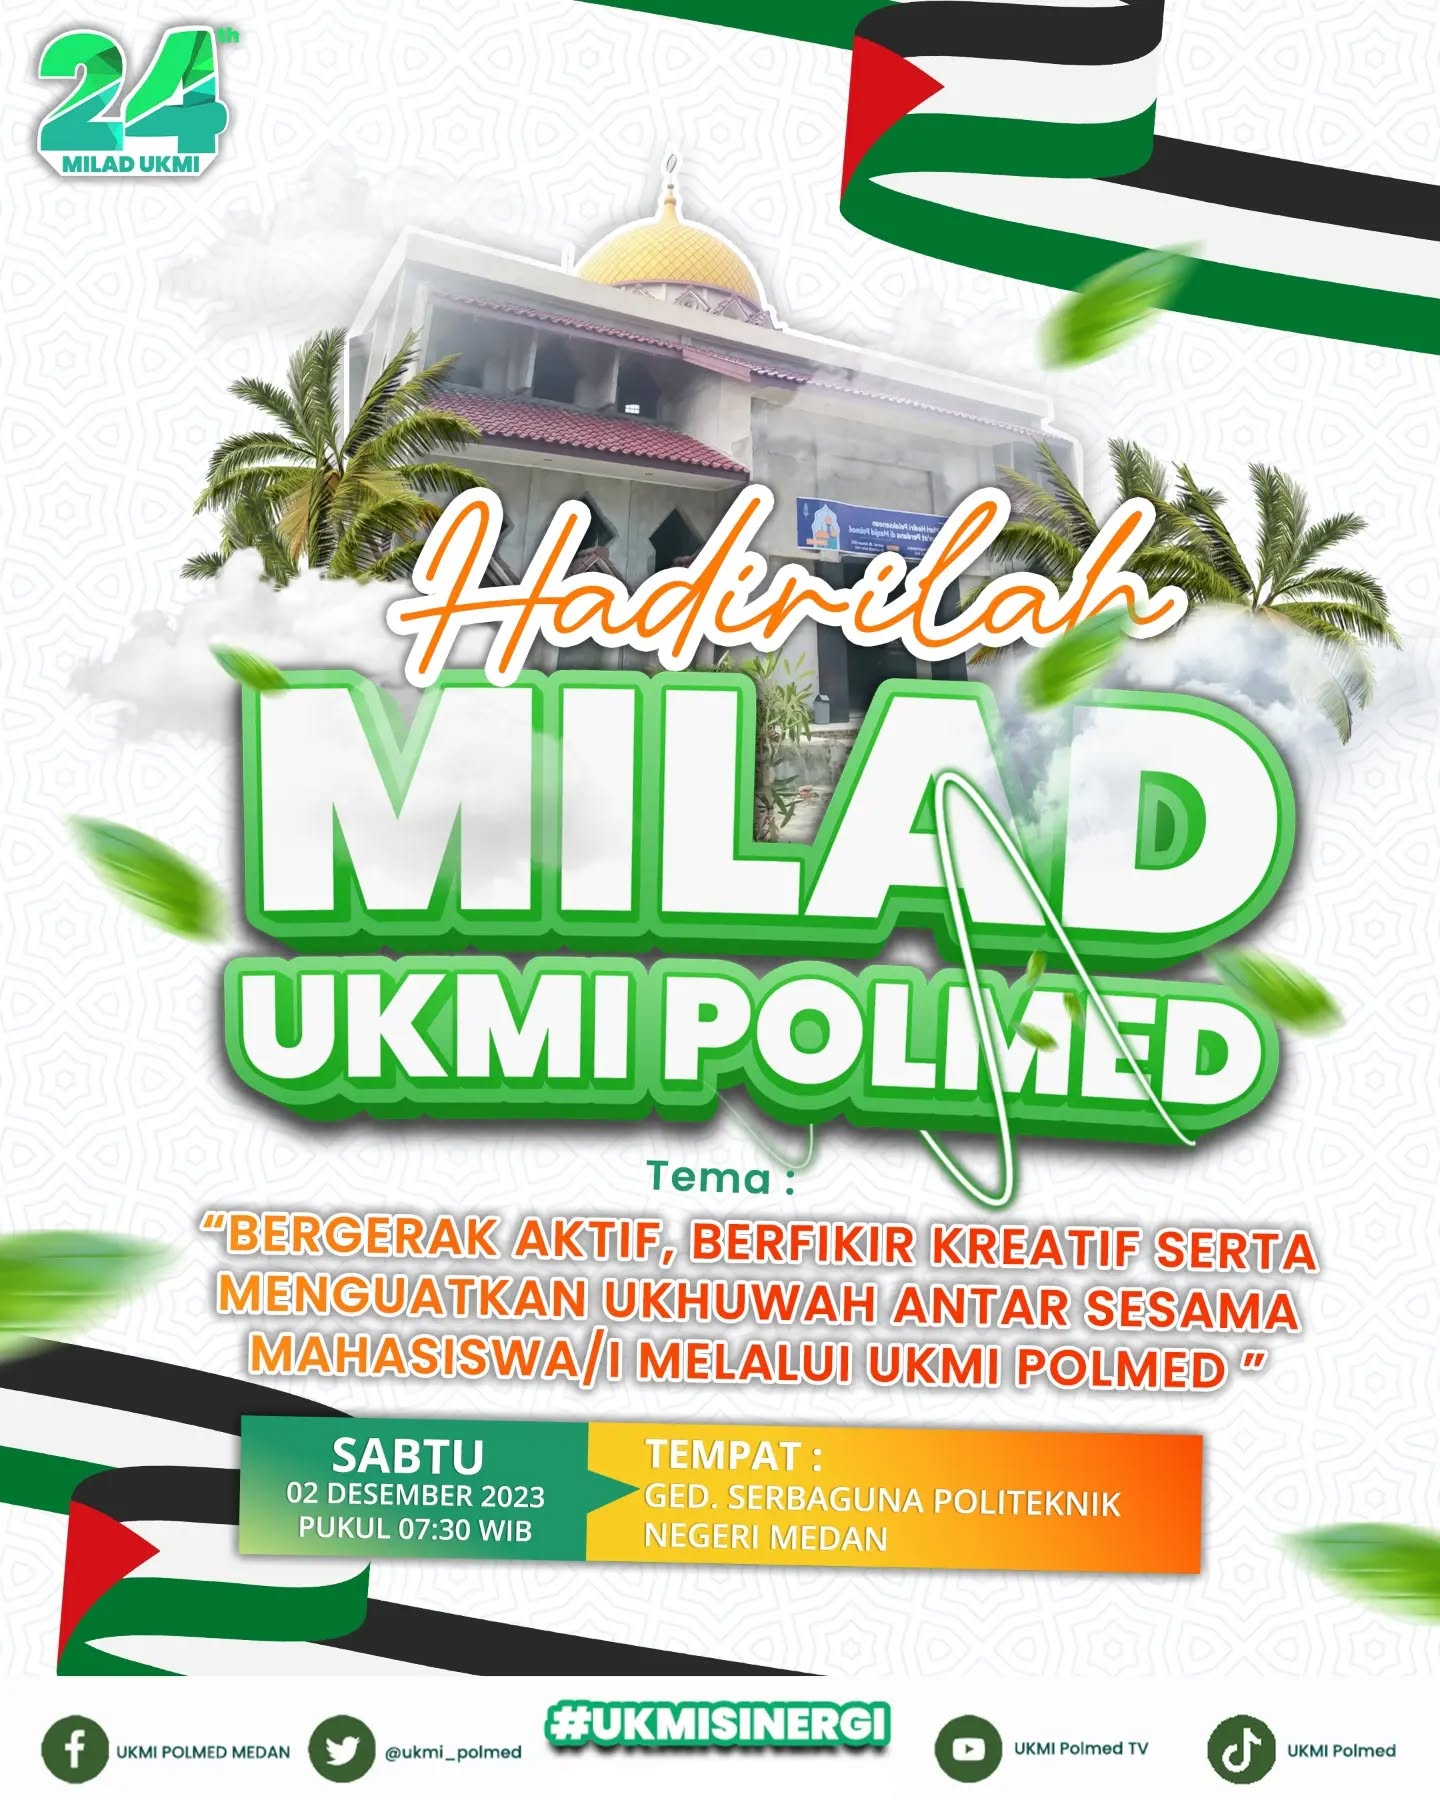 24th
MILAD UKMI
Hadirilah
MILAD
UKMI POLMED
Tema :
“BERGERAK AKTIF, BERFIKIR KREATIF SERTA
MENGUATKAN UKHUWAH ANTAR SESAMA
MAHASISWA/I MELALUI UKMI POLMED ”
SABTU
02 DESEMBER 2023
PUKUL 07:30 WIB
TEMPAT :
GED. SERBAGUNA POLITEKNIK
NEGERI MEDAN
#UKMISINERGI
UKMI POLMED MEDAN
@ukmi_polmed
UKMI Polmed TV
UKMI Polmed